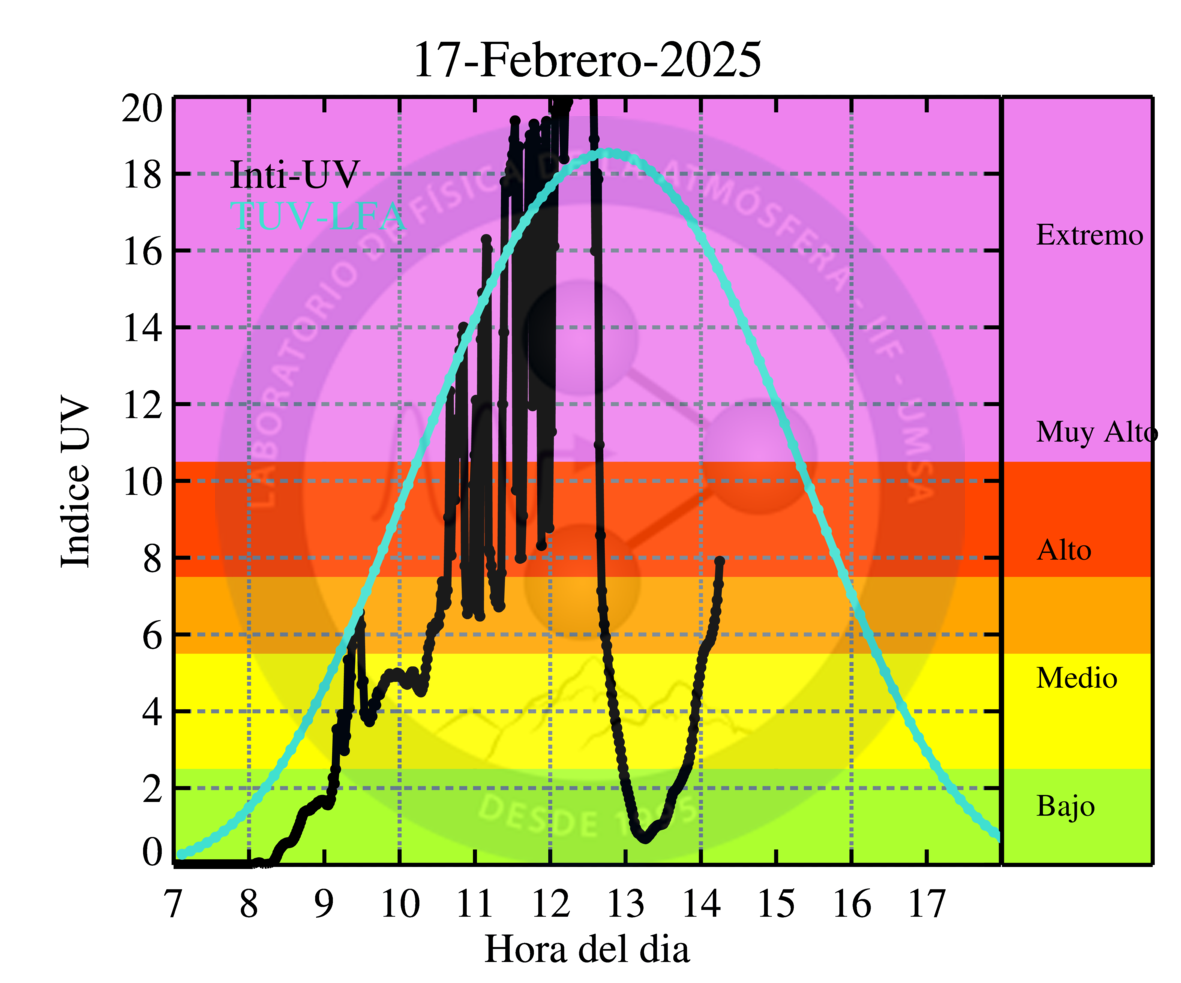 17-Febrero-2025
Inti-UV
TUV-LFA
20
18
16
14
12
10
8
6
4
2
0
Indice UV
7 8 9 10 11 12 13 14 15 16 17
Hora del dia
Extremo
Muy Alto
Alto
Medio
Bajo
LABORATORIO DE FÍSICA DE LA ATMÓSFERA - IIF - UMSA
DESDE 1995